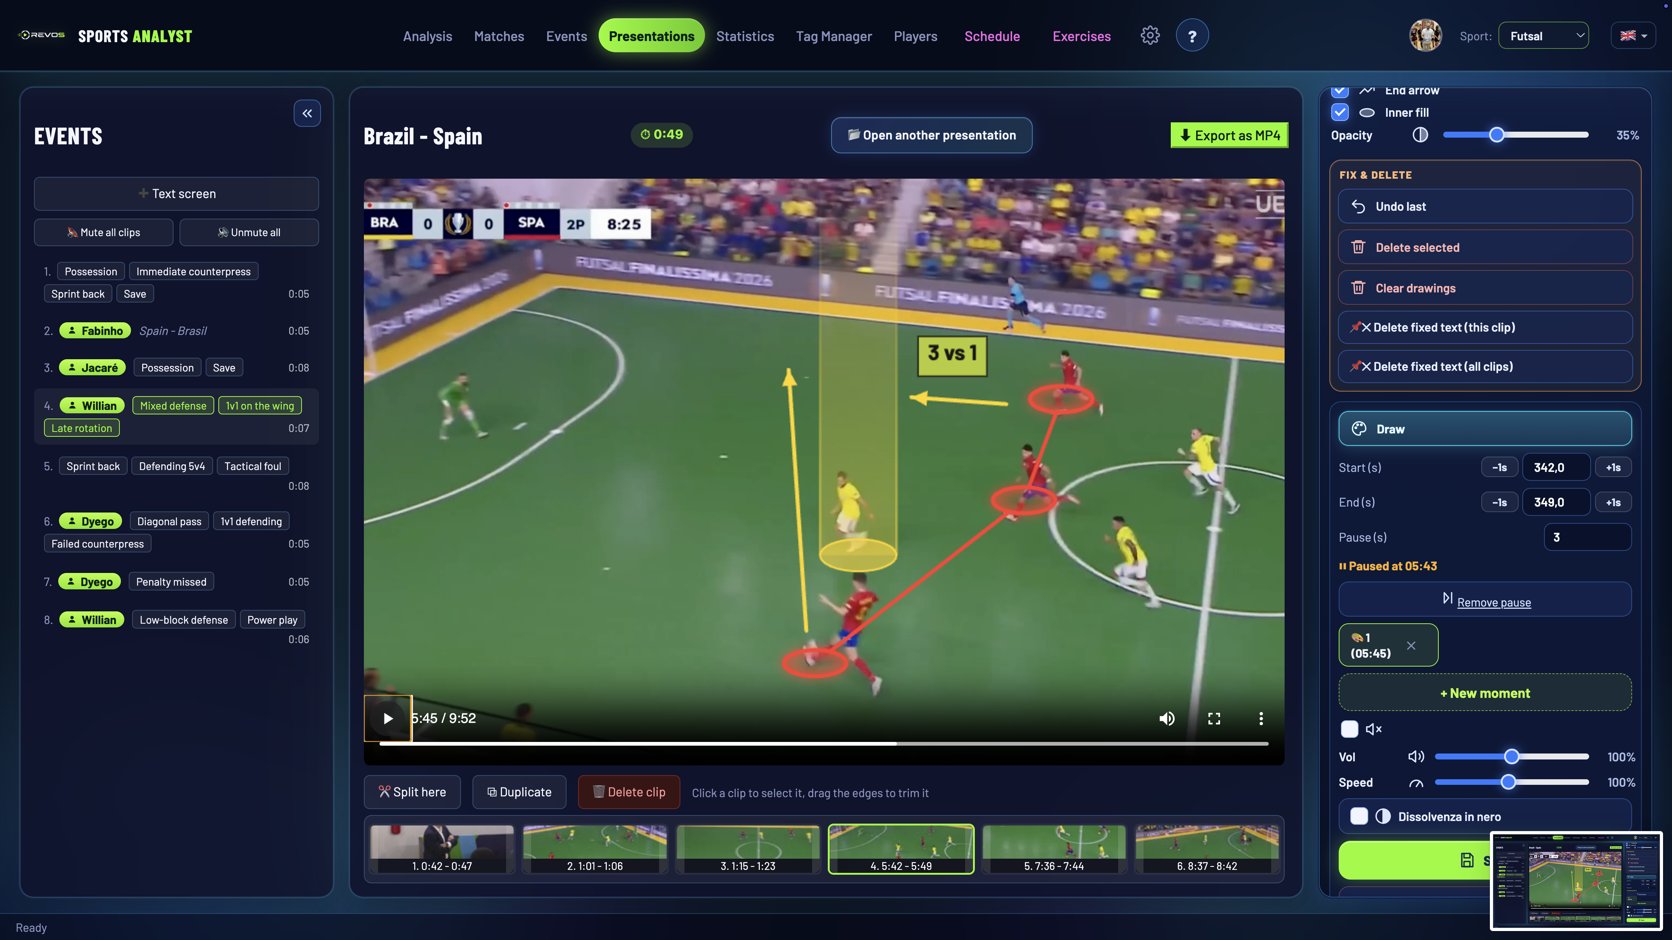 REVOS SPORTS ANALYST
Analysis Matches Events Presentations Statistics Tag Manager Players Schedule Exercises ? Sport: Futsal
EVENTS
+ Text screen
Mute all clips Unmute all
1. Possession Immediate counterpress
Sprint back Save 0:05
2. Fabinho Spain - Brasil 0:05
3. Jacaré Possession Save 0:08
4. Willian Mixed defense 1v1 on the wing
Late rotation 0:07
5. Sprint back Defending 5v4 Tactical foul
0:08
6. Dyego Diagonal pass 1v1 defending
Failed counterpress 0:05
7. Dyego Penalty missed 0:05
8. Willian Low-block defense Power play
0:06
Brazil - Spain 0:49 Open another presentation Export as MP4
UE
BRA 0 0 SPA 2P 8:25
FUTSAL FINALISSIMA 2026
FUTSAL FINALISSIMA 2026
3 vs 1
5:45 / 9:52
Split here Duplicate Delete clip Click a clip to select it, drag the edges to trim it
1. 0:42 - 0:47 2. 1:01 - 1:06 3. 1:15 - 1:23 4. 5:42 - 5:49 5. 7:36 - 7:44 6. 8:37 - 8:42
End arrow
Inner fill
Opacity 35%
FIX & DELETE
Undo last
Delete selected
Clear drawings
Delete fixed text (this clip)
Delete fixed text (all clips)
Draw
Start (s) -1s 342,0 +1s
End (s) -1s 349,0 +1s
Pause (s) 3
Paused at 05:43
Remove pause
1
(05:45)
+ New moment
Vol 100%
Speed 100%
Dissolvenza in nero
Ready